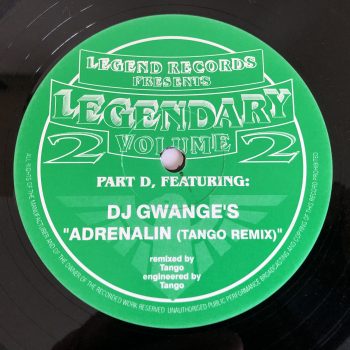 LEGEND RECORDS
PRESENTS
LEGENDARY
2 VOLUME 2
PART D, FEATURING:
DJ GWANGE'S
"ADRENALIN (TANGO REMIX)"
remixed by
Tango
engineered by
Tango
ALL RIGHTS OF THE MANUFACTURER AND OF THE OWNER OF THE RECORDED WORK RESERVED UNAUTHORISED PUBLIC PERFORMANCE BROADCASTING AND COPYING OF THIS RECORD PROHIBITED